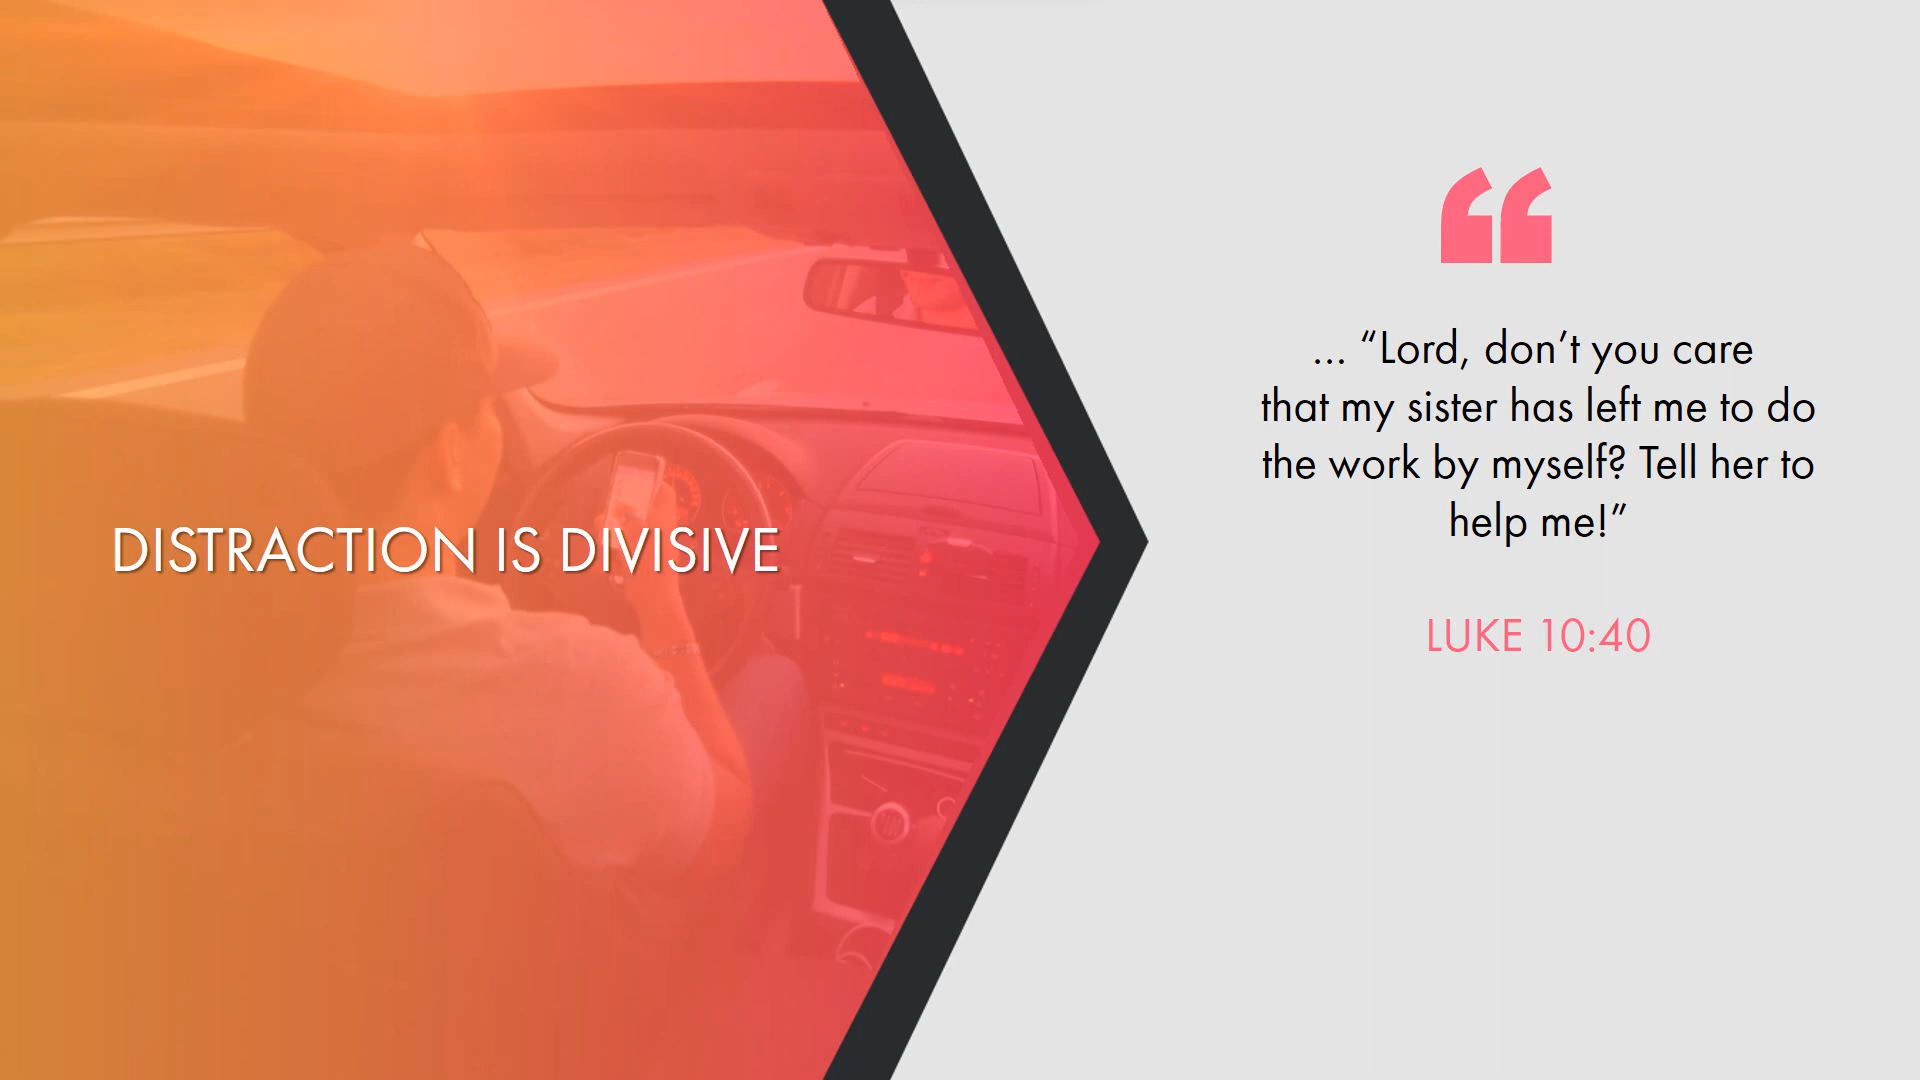 DISTRACTION IS DIVISIVE
“
... “Lord, don’t you care
that my sister has left me to do
the work by myself? Tell her to
help me!”
LUKE 10:40